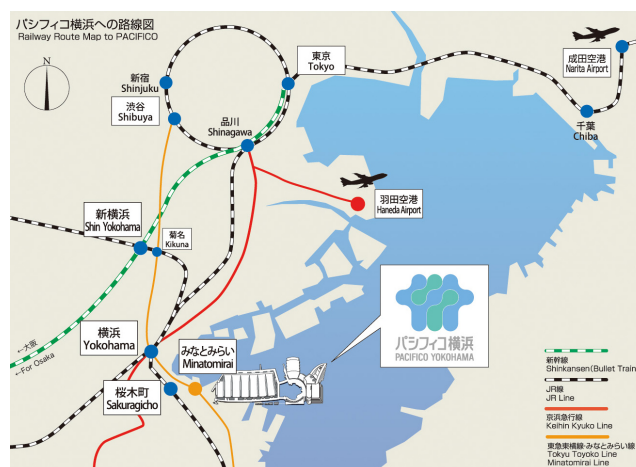 パシフィコ横浜への路線図
Railway Route Map to PACIFICO
N
新宿
Shinjuku
渋谷
Shibuya
品川
Shinagawa
東京
Tokyo
成田空港
Narita Airport
千葉
Chiba
羽田空港
Haneda Airport
新横浜
Shin Yokohama
菊名
Kikuna
←大阪
←For Osaka
横浜
Yokohama
みなとみらい
Minatomirai
桜木町
Sakuragicho
パシフィコ横浜
PACIFICO YOKOHAMA
新幹線
Shinkansen(Bullet Train
JR線
JR Line
京浜急行線
Keihin Kyuko Line
東急東横線・みなとみらい線
Tokyu Toyoko Line
Minatomirai Line